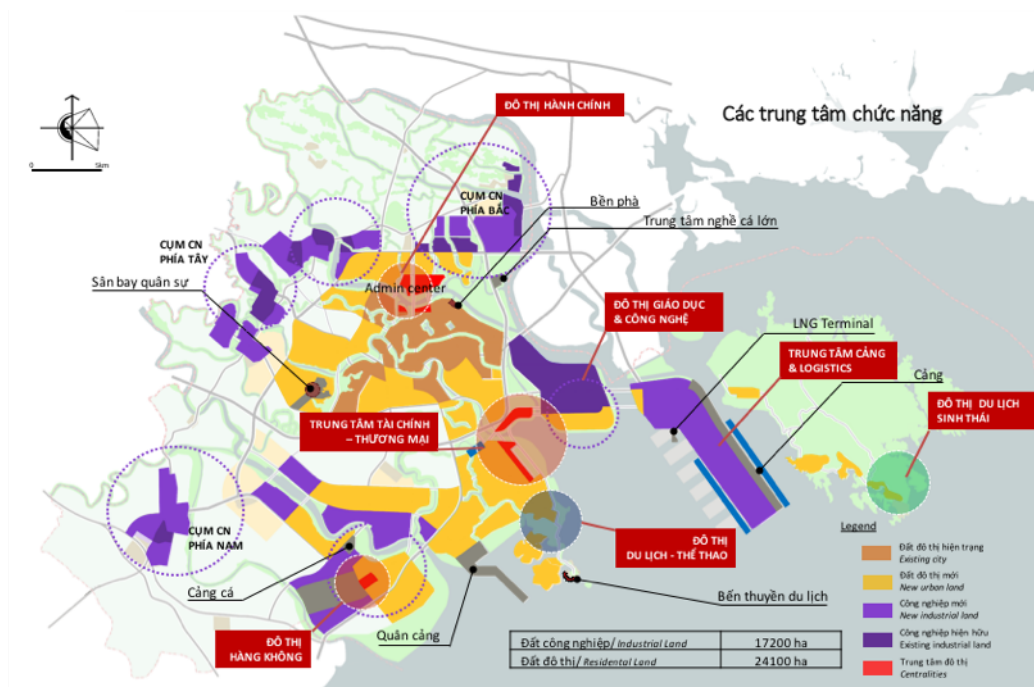 ĐÔ THỊ HÀNH CHÍNH
Các trung tâm chức năng
0
5km
CỤM CN
PHÍA BẮC
Bền phà
Trung tâm nghề cá lớn
CỤM CN
PHÍA TÂY
Sân bay quân sự
Admin center
ĐÔ THỊ GIÁO DỤC
& CÔNG NGHỆ
LNG Terminal
TRUNG TÂM CẢNG
& LOGISTICS
Cảng
ĐÔ THỊ DU LỊCH
SINH THÁI
TRUNG TÂM TÀI CHÍNH
– THƯƠNG MẠI
CỤM CN
PHÍA NAM
ĐÔ THỊ
DU LỊCH - THỂ THAO
Cảng cá
Quân cảng
Bến thuyền du lịch
ĐÔ THỊ
HÀNG KHÔNG
Legend
Đất đô thị hiện trạng
Existing city
Đất đô thị mới
New urban land
Công nghiệp mới
New industrial land
Công nghiệp hiện hữu
Existing industrial land
Trung tâm đô thị
Centralities
Đất công nghiệp/ Industrial Land 17200 ha
Đất đô thị/ Residental Land 24100 ha